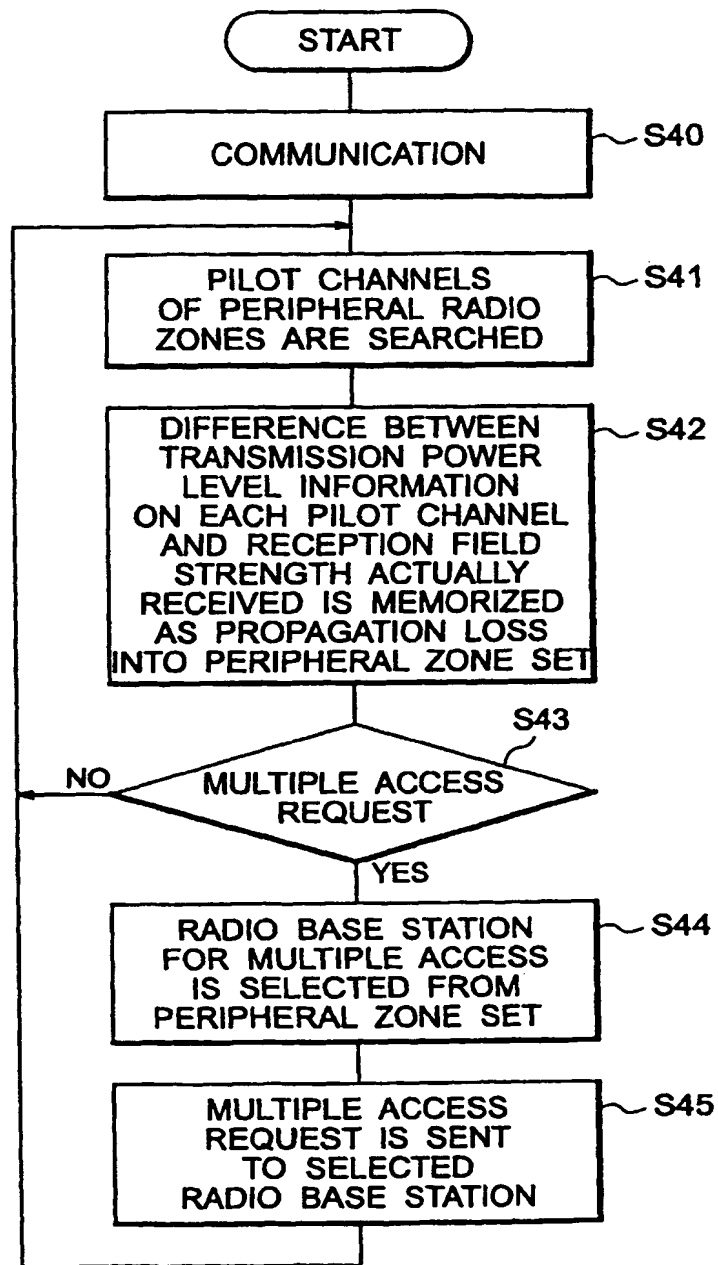 START
COMMUNICATION
S40
PILOT CHANNELS
OF PERIPHERAL RADIO
ZONES ARE SEARCHED
S41
DIFFERENCE BETWEEN
TRANSMISSION POWER
LEVEL INFORMATION
ON EACH PILOT CHANNEL
AND RECEPTION FIELD
STRENGTH ACTUALLY
RECEIVED IS MEMORIZED
AS PROPAGATION LOSS
INTO PERIPHERAL ZONE SET
S42
S43
NO
MULTIPLE ACCESS
REQUEST
YES
RADIO BASE STATION
FOR MULTIPLE ACCESS
IS SELECTED FROM
PERIPHERAL ZONE SET
S44
MULTIPLE ACCESS
REQUEST IS SENT
TO SELECTED
RADIO BASE STATION
S45